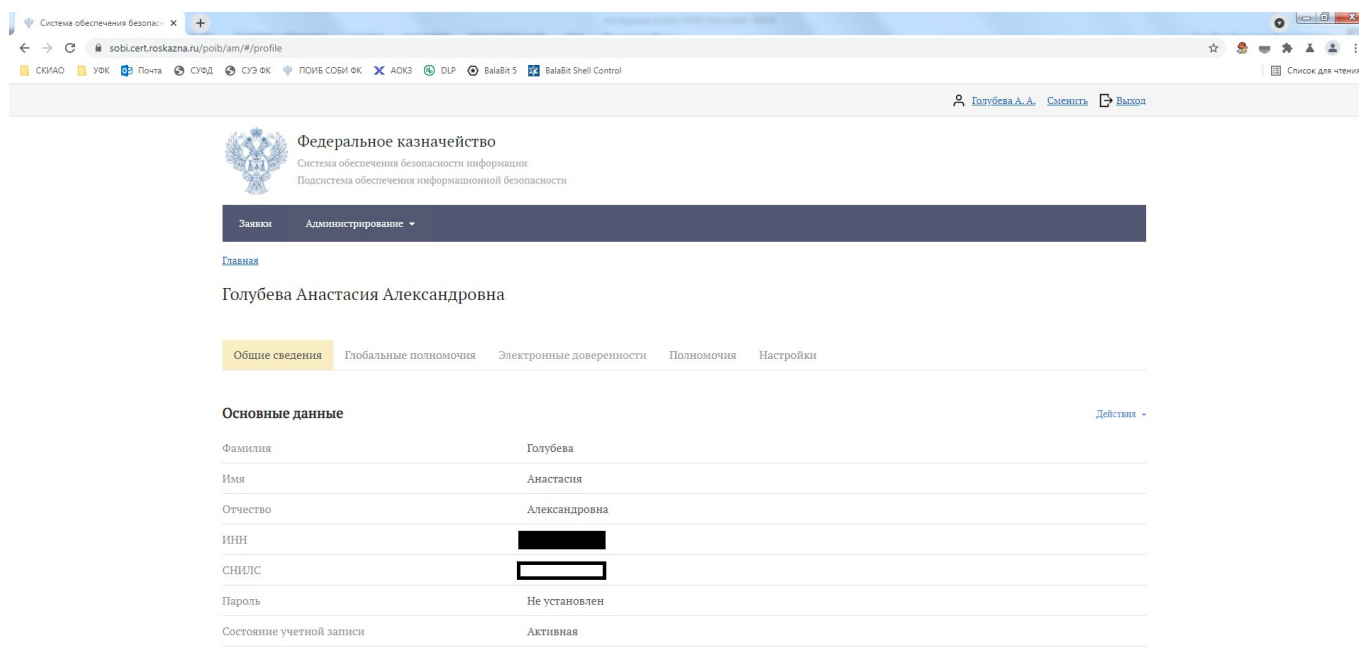 Система обеспечения безопасн
sobi.cert.roskazna.ru/poib/am/#/profile
СКИАО УФК Почта СУФД СУЭ ФК ПОИБ СОБИ ФК АОКЗ DLP BalaBit 5 BalaBit Shell Control Список для чтения
Голубева А. А. Сменить Выход
Федеральное казначейство
Система обеспечения безопасности информации
Подсистема обеспечения информационной безопасности
Заявки Администрирование
Главная
Голубева Анастасия Александровна
Общие сведения Глобальные полномочия Электронные доверенности Полномочия Настройки
Основные данные Действия
Фамилия Голубева
Имя Анастасия
Отчество Александровна
ИНН
СНИЛС
Пароль Не установлен
Состояние учетной записи Активная